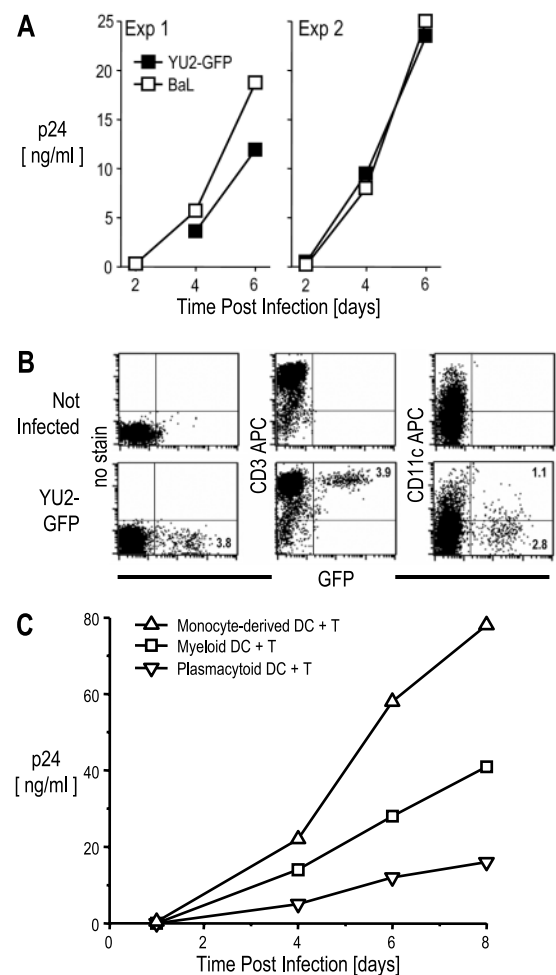 A
Exp 1
Exp 2
YU2-GFP
BaL
p24
[ ng/ml ]
25
20
15
10
5
0
2 4 6 2 4 6
Time Post Infection [days]
B
Not
Infected
no stain
CD3 APC
CD11c APC
YU2-
GFP
3.8
3.9
1.1
2.8
GFP
C
Monocyte-derived DC + T
Myeloid DC + T
Plasmacytoid DC + T
p24
[ ng/ml ]
80
60
40
20
0
0 2 4 6 8
Time Post Infection [days]